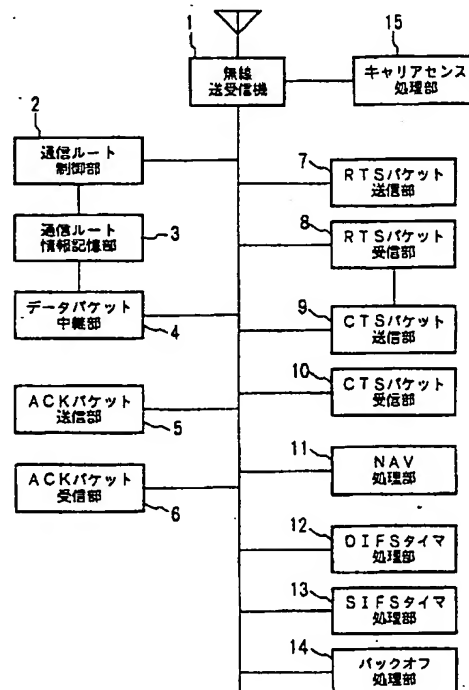 1
無線
送受信機
15
キャリアセンス
処理部
2
通信ルート
制御部
3
通信ルート
情報記憶部
データパケット
中継部
4
ACKパケット
送信部
5
ACKパケット
受信部
6
7
RTSパケット
送信部
8
RTSパケット
受信部
9
CTSパケット
送信部
10
CTSパケット
受信部
11
NAV
処理部
12
DIFSタイマ
処理部
13
SIFSタイマ
処理部
14
バックオフ
処理部